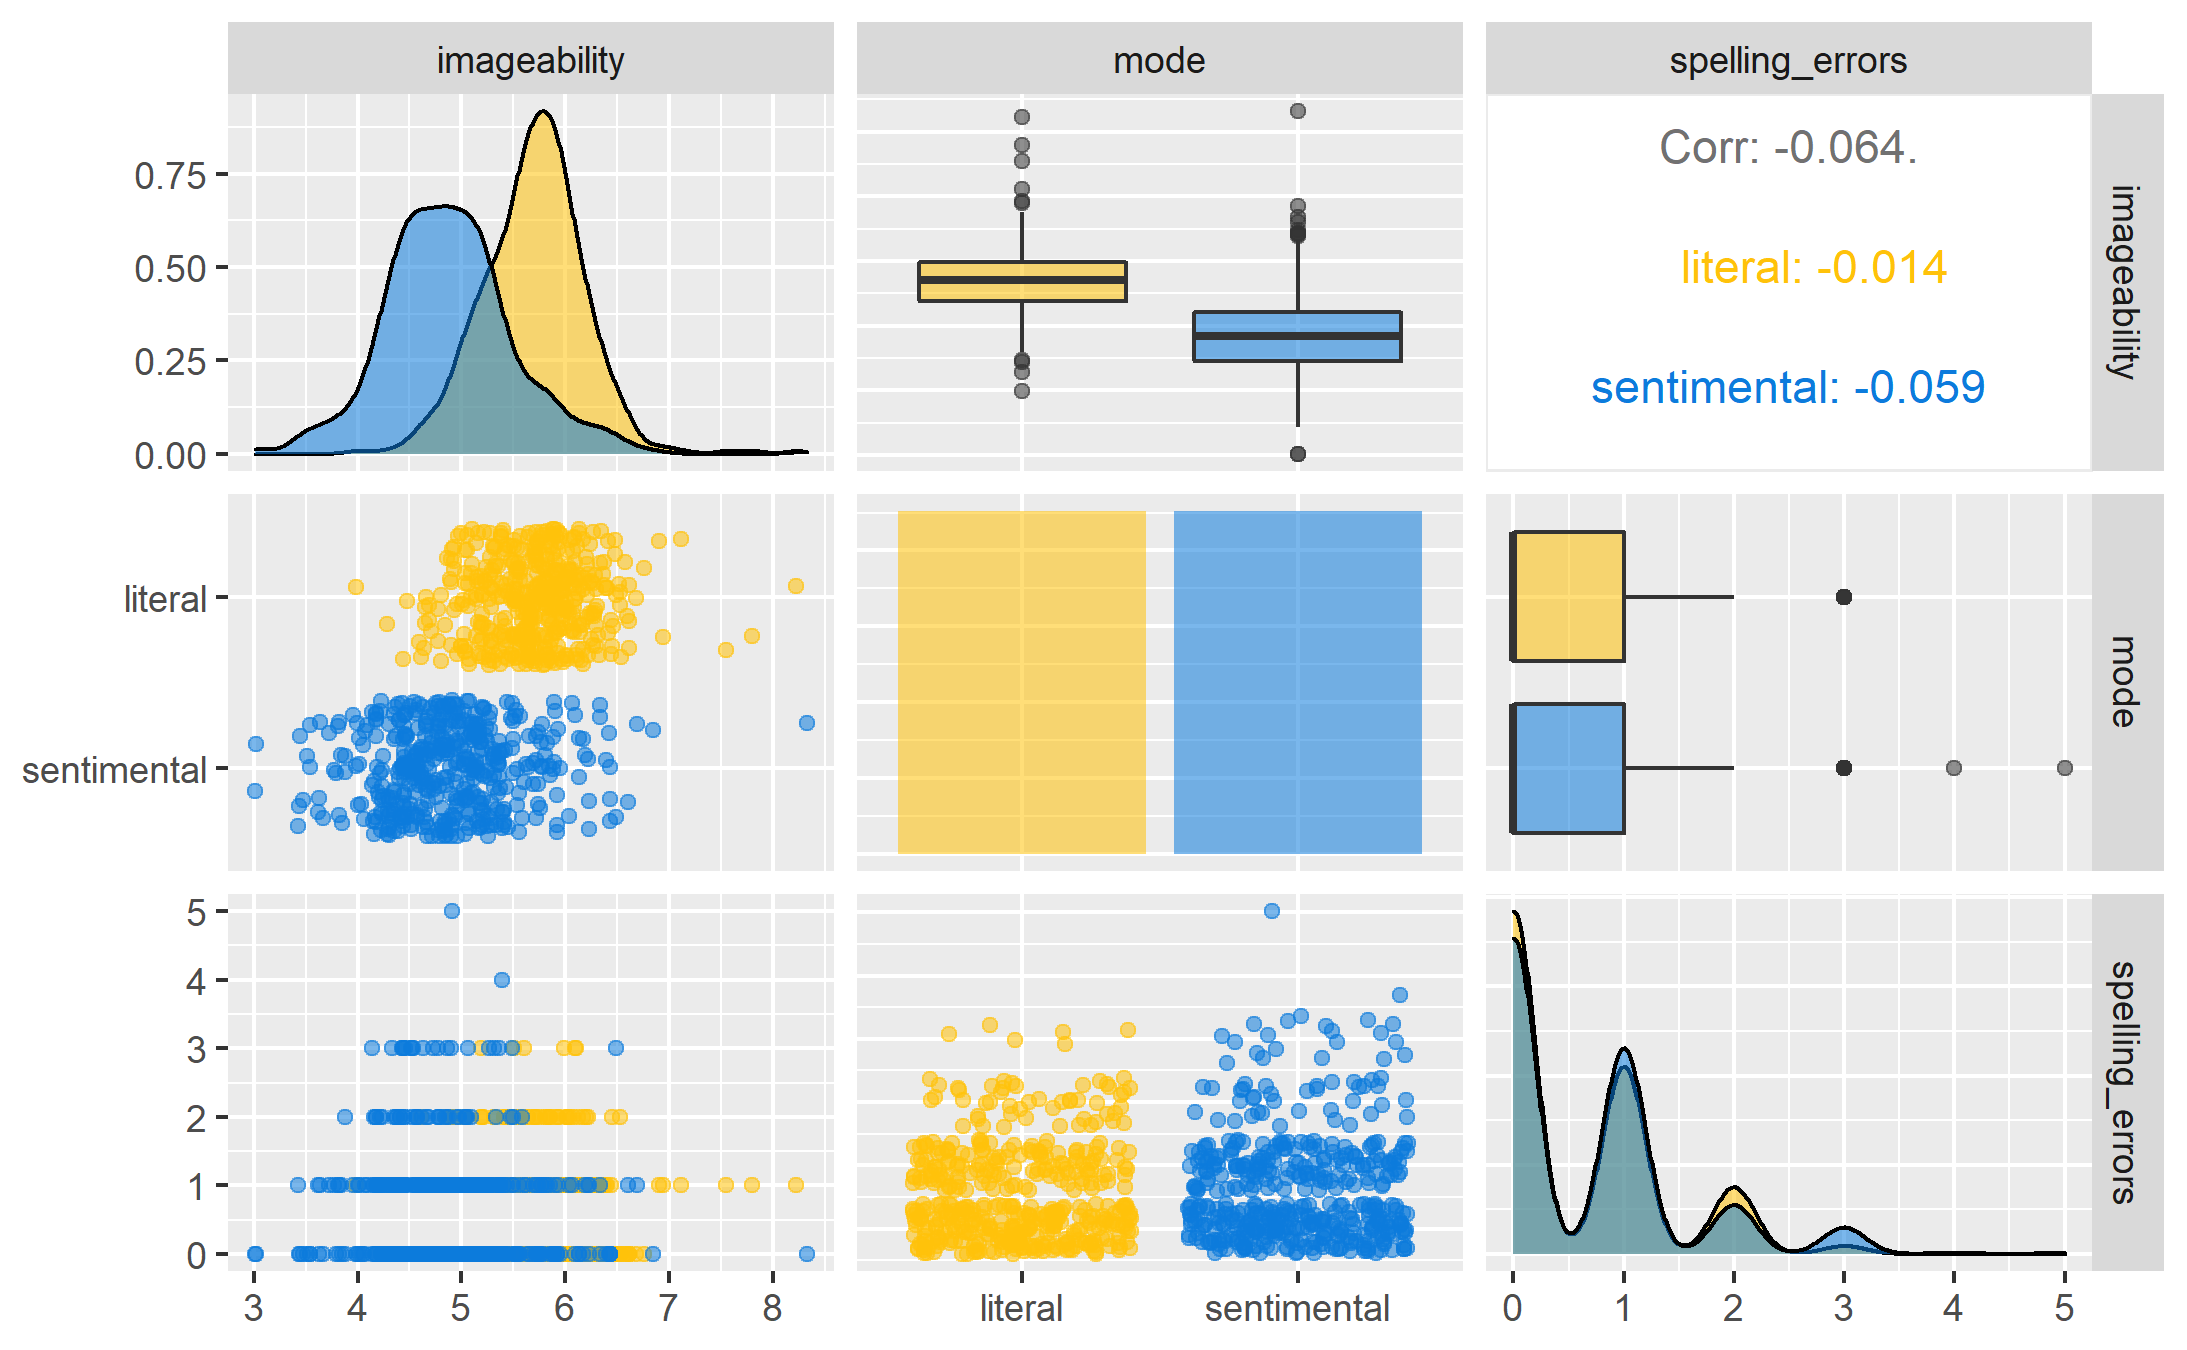 imageability
mode
spelling_errors
0.75
0.50
0.25
0.00
Corr: -0.064.
literal: -0.014
sentimental: -0.059
imageability
literal
sentimental
mode
5
4
3
2
1
0
spelling_errors
3 4 5 6 7 8
literal sentimental
0 1 2 3 4 5